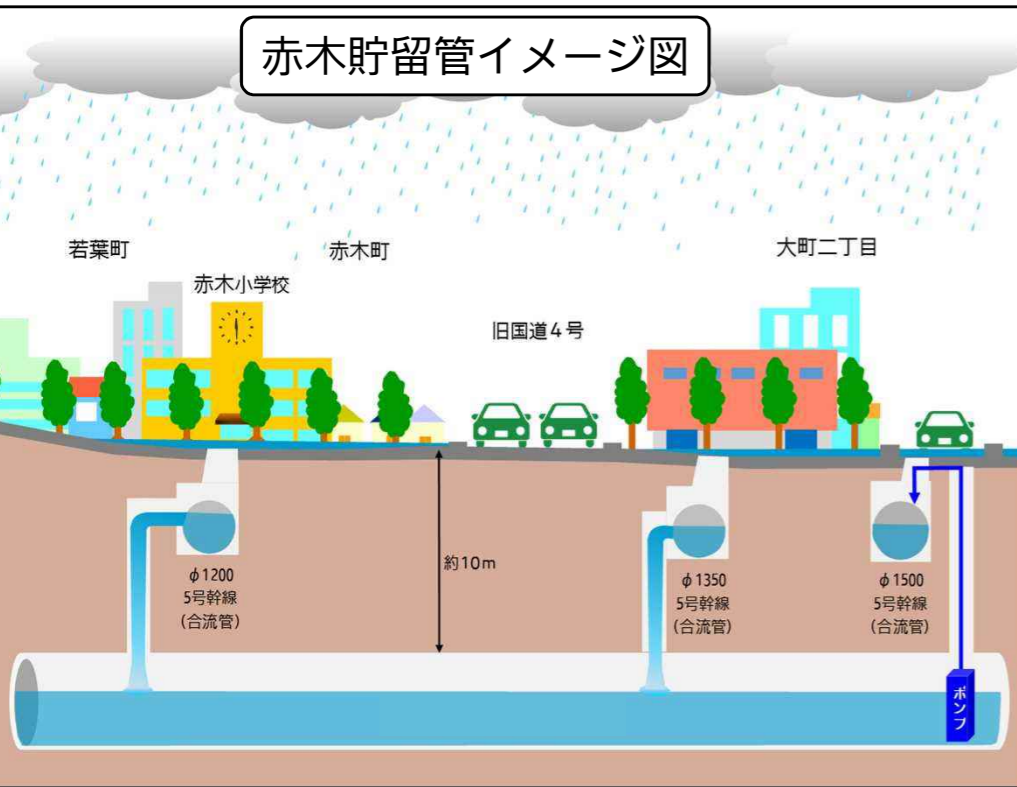 赤木貯留管イメージ図
若葉町
赤木町
大町二丁目
赤木小学校
旧国道4号
約10m
φ1200
5号幹線
(合流管)
φ1350
5号幹線
(合流管)
φ1500
5号幹線
(合流管)
ポンプ